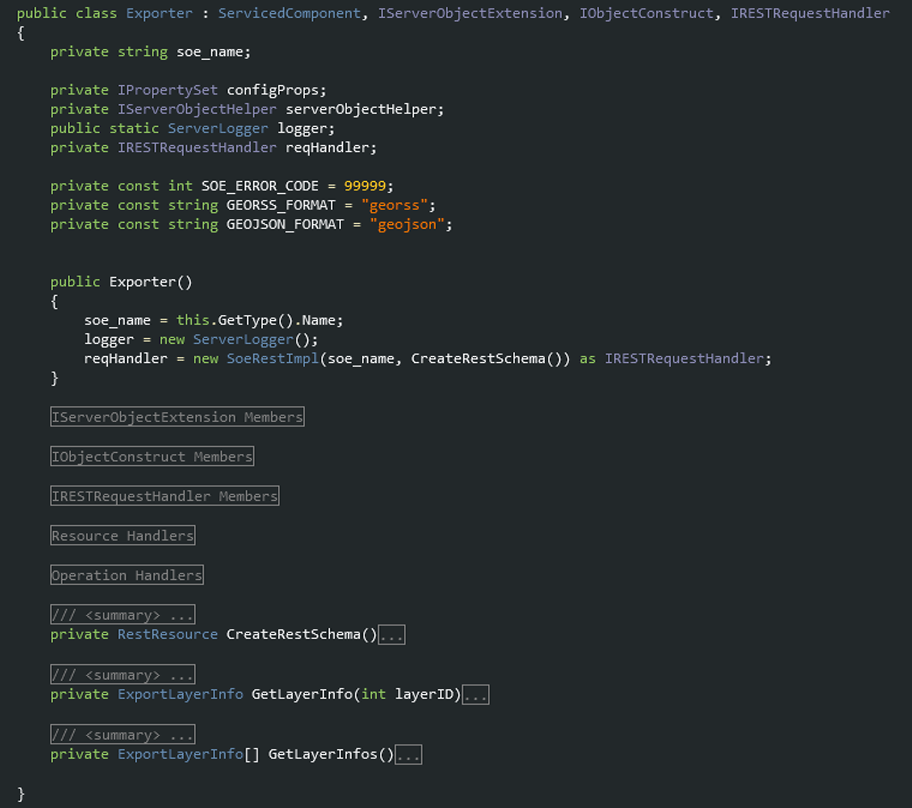 public class Exporter : ServicedComponent, IServerObjectExtension, IObjectConstruct, IRESTRequestHandler
{
    private string soe_name;

    private IPropertySet configProps;
    private IServerObjectHelper serverObjectHelper;
    public static ServerLogger logger;
    private IRESTRequestHandler reqHandler;

    private const int SOE_ERROR_CODE = 99999;
    private const string GEORSS_FORMAT = "georss";
    private const string GEOJSON_FORMAT = "geojson";


    public Exporter()
    {
        soe_name = this.GetType().Name;
        logger = new ServerLogger();
        reqHandler = new SoeRestImpl(soe_name, CreateRestSchema()) as IRESTRequestHandler;
    }

    IServerObjectExtension Members

    IObjectConstruct Members

    IRESTRequestHandler Members

    Resource Handlers

    Operation Handlers

    /// <summary> ...
    private RestResource CreateRestSchema()...

    /// <summary> ...
    private ExportLayerInfo GetLayerInfo(int layerID)...

    /// <summary> ...
    private ExportLayerInfo[] GetLayerInfos()...

}